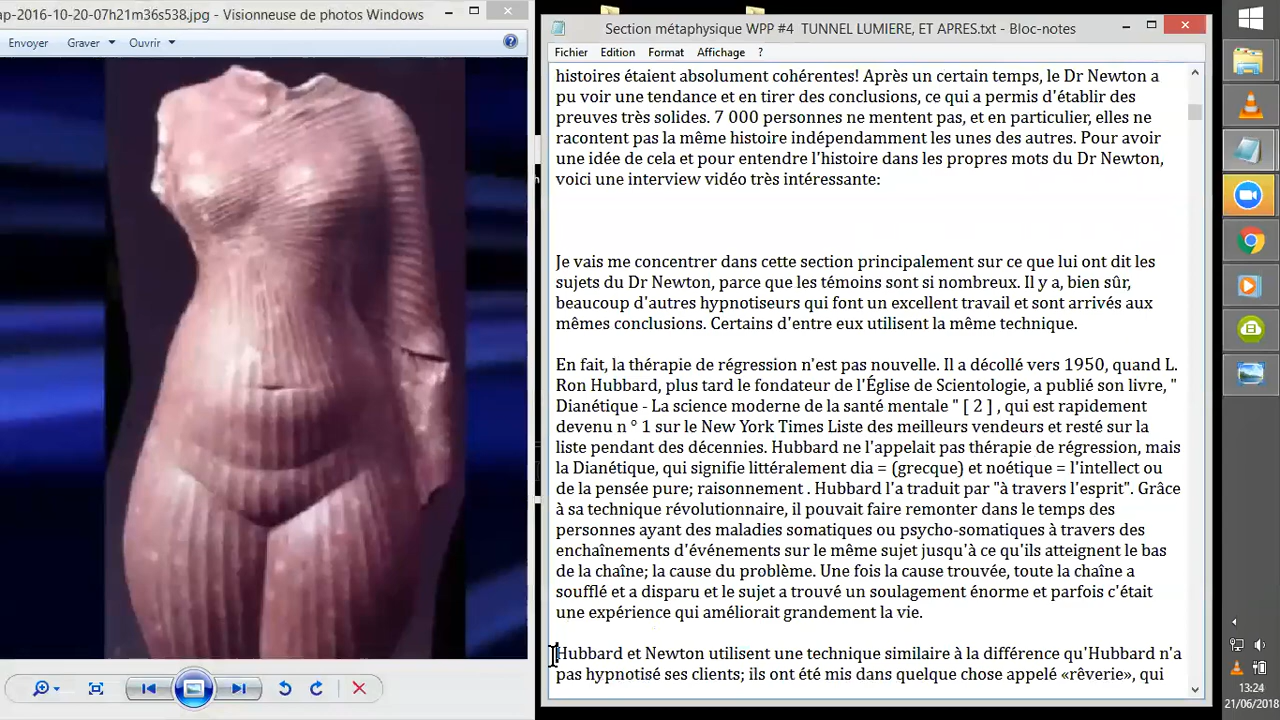 ap-2016-10-20-07h21m36s538.jpg - Visionneuse de photos Windows
Envoyer Graver Ouvrir
Section métaphysique WPP #4 TUNNEL LUMIERE, ET APRES.txt - Bloc-notes
Fichier Edition Format Affichage ?
histoires étaient absolument cohérentes! Après un certain temps, le Dr Newton a
pu voir une tendance et en tirer des conclusions, ce qui a permis d'établir des
preuves très solides. 7 000 personnes ne mentent pas, et en particulier, elles ne
racontent pas la même histoire indépendamment les unes des autres. Pour avoir
une idée de cela et pour entendre l'histoire dans les propres mots du Dr Newton,
voici une interview vidéo très intéressante:
Je vais me concentrer dans cette section principalement sur ce que lui ont dit les
sujets du Dr Newton, parce que les témoins sont si nombreux. Il y a, bien sûr,
beaucoup d'autres hypnotiseurs qui font un excellent travail et sont arrivés aux
mêmes conclusions. Certains d'entre eux utilisent la même technique.
En fait, la thérapie de régression n'est pas nouvelle. Il a décollé vers 1950, quand L.
Ron Hubbard, plus tard le fondateur de l'Église de Scientologie, a publié son livre, "
Dianétique - La science moderne de la santé mentale " [ 2 ] , qui est rapidement
devenu n ° 1 sur le New York Times Liste des meilleurs vendeurs et resté sur la
liste pendant des décennies. Hubbard ne l'appelait pas thérapie de régression, mais
la Dianétique, qui signifie littéralement dia = (grecque) et noétique = l'intellect ou
de la pensée pure; raisonnement . Hubbard l'a traduit par "à travers l'esprit". Grâce
à sa technique révolutionnaire, il pouvait faire remonter dans le temps des
personnes ayant des maladies somatiques ou psycho-somatiques à travers des
enchaînements d'événements sur le même sujet jusqu'à ce qu'ils atteignent le bas
de la chaîne; la cause du problème. Une fois la cause trouvée, toute la chaîne a
soufflé et a disparu et le sujet a trouvé un soulagement énorme et parfois c'était
une expérience qui améliorait grandement la vie.
Hubbard et Newton utilisent une technique similaire à la différence qu'Hubbard n'a
pas hypnotisé ses clients; ils ont été mis dans quelque chose appelé «rêverie», qui
13:24
21/06/2018